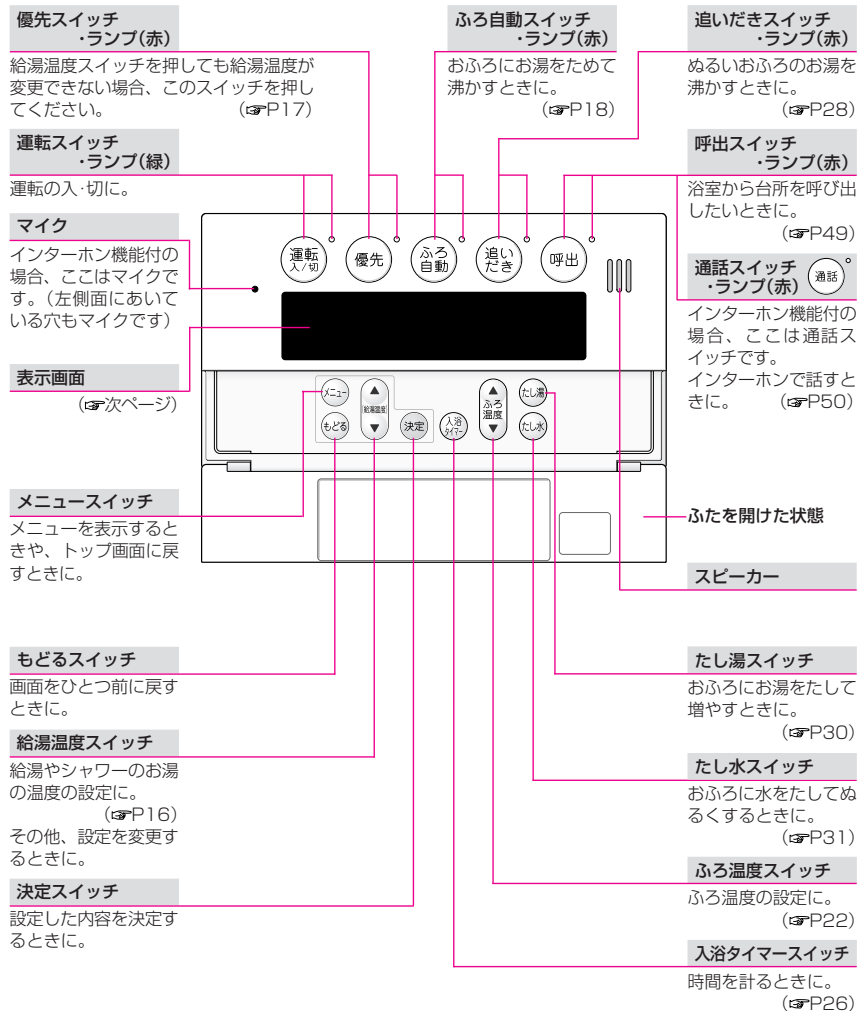 優先スイッチ
・ランプ(赤)
給湯温度スイッチを押しても給湯温度が
変更できない場合、このスイッチを押し
てください。 (☞P17)
運転スイッチ
・ランプ(緑)
運転の入・切に。
マイク
インターホン機能付の
場合、ここはマイクで
す。(左側面にあいて
いる穴もマイクです)
表示画面
(☞次ページ)
メニュースイッチ
メニューを表示すると
きや、トップ画面に戻
すときに。
もどるスイッチ
画面をひとつ前に戻す
ときに。
給湯温度スイッチ
給湯やシャワーのお湯
の温度の設定に。
(☞P16)
その他、設定を変更す
るときに。
決定スイッチ
設定した内容を決定す
るときに。
ふろ自動スイッチ
・ランプ(赤)
おふろにお湯をためて
沸かすときに。
(☞P18)
運転
入/切
優先
ふろ
自動
追い
だき
呼出
メニュー
もどる
▲
給湯温度
▼
決定
入浴
タイマー
▲
ふろ
温度
▼
たし湯
たし水
追いだきスイッチ
・ランプ(赤)
ぬるいおふろのお湯を
沸かすときに。
(☞P28)
呼出スイッチ
・ランプ(赤)
浴室から台所を呼び出
したいときに。
(☞P49)
通話スイッチ
・ランプ(赤)
通話
インターホン機能付の
場合、ここは通話ス
イッチです。
インターホンで話すと
きに。 (☞P50)
ふたを開けた状態
スピーカー
たし湯スイッチ
おふろにお湯をたして
増やすときに。
(☞P30)
たし水スイッチ
おふろに水をたしてぬ
るくするときに。
(☞P31)
ふろ温度スイッチ
ふろ温度の設定に。
(☞P22)
入浴タイマースイッチ
時間を計るときに。
(☞P26)